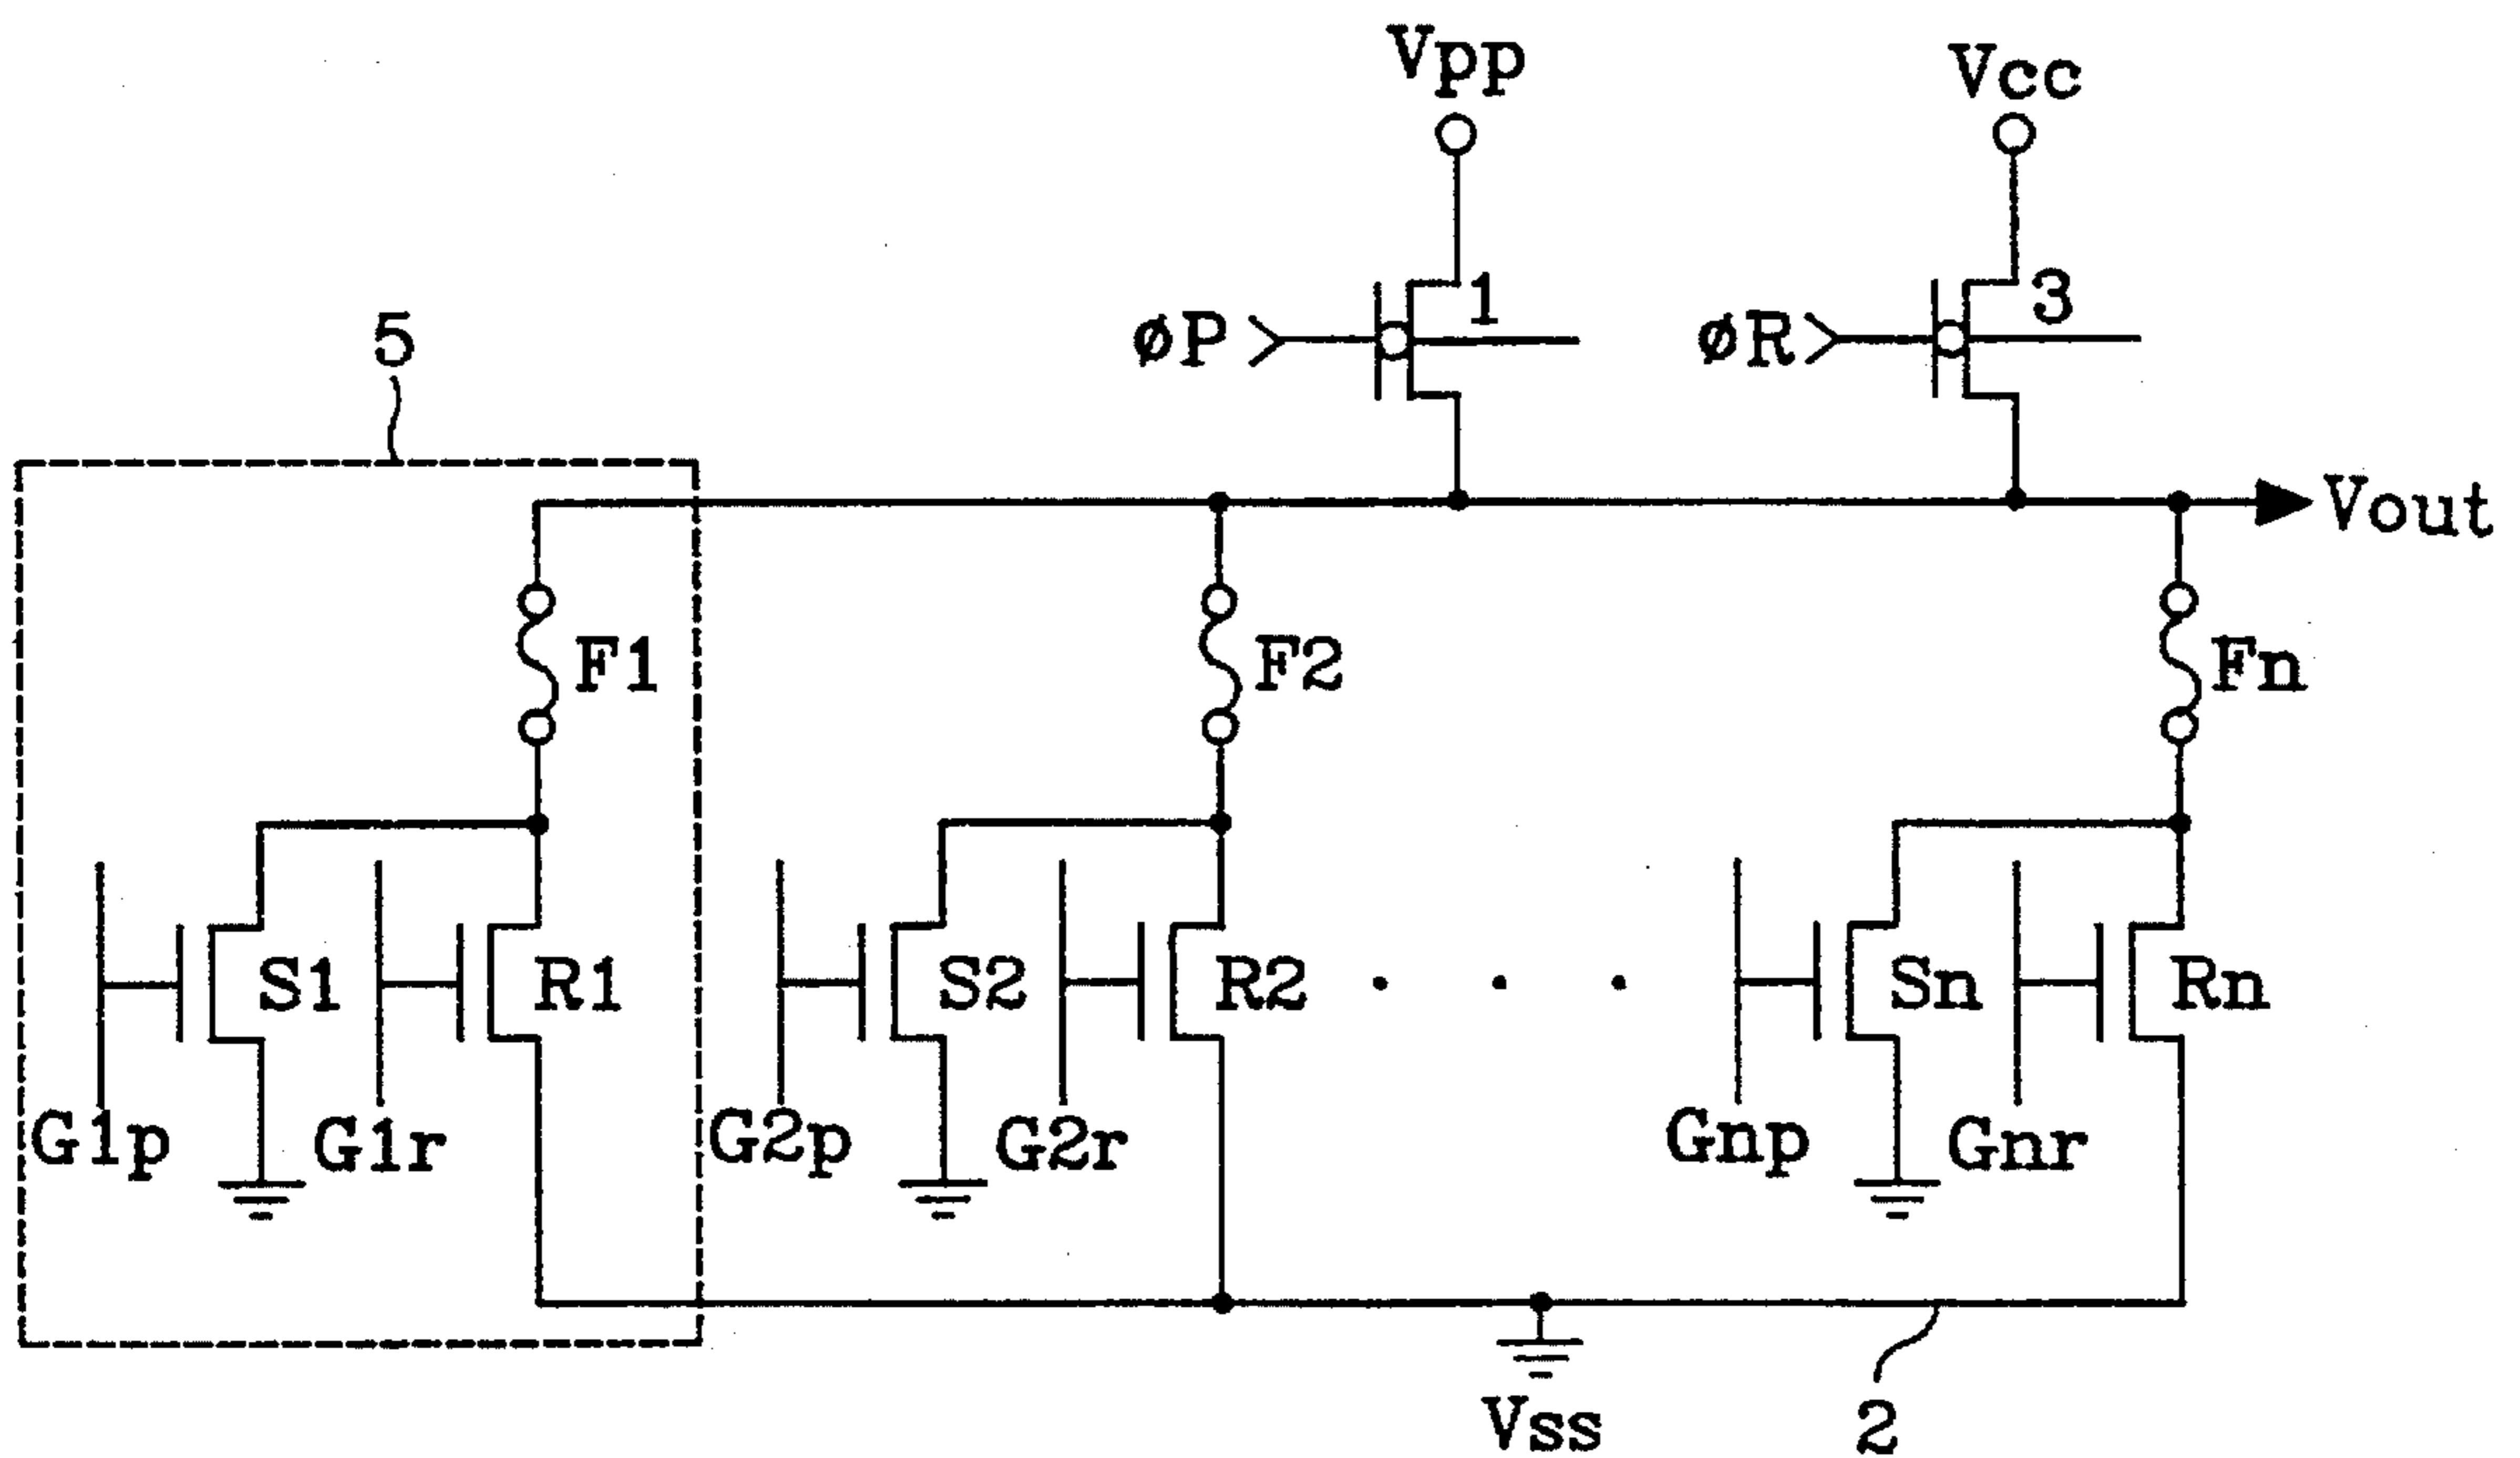 Vpp
Vcc
1
3
øP
øR
5
Vout
F1
F2
Fn
S1
R1
S2
R2
Sn
Rn
G1p
G1r
G2p
G2r
Gnp
Gnr
Vss
2